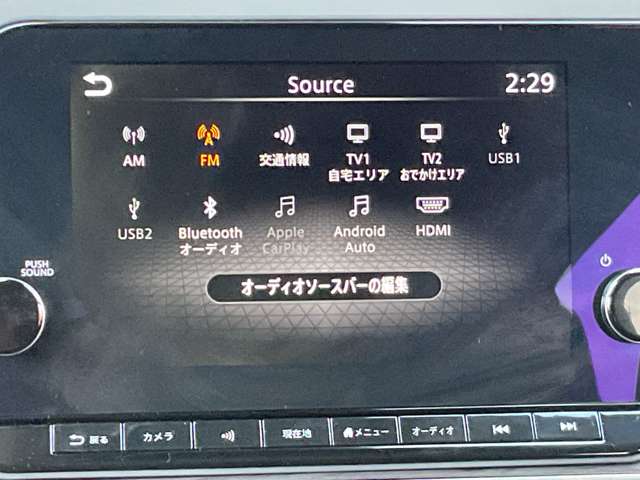 Source 2:29
AM FM 交通情報 TV1 TV2 USB1
自宅エリア おでかけエリア
USB2 Bluetooth Apple Android HDMI
オーディオ CarPlay Auto
PUSH
SOUND
オーディオソースバーの編集
戻る カメラ 現在地 メニュー オーディオ